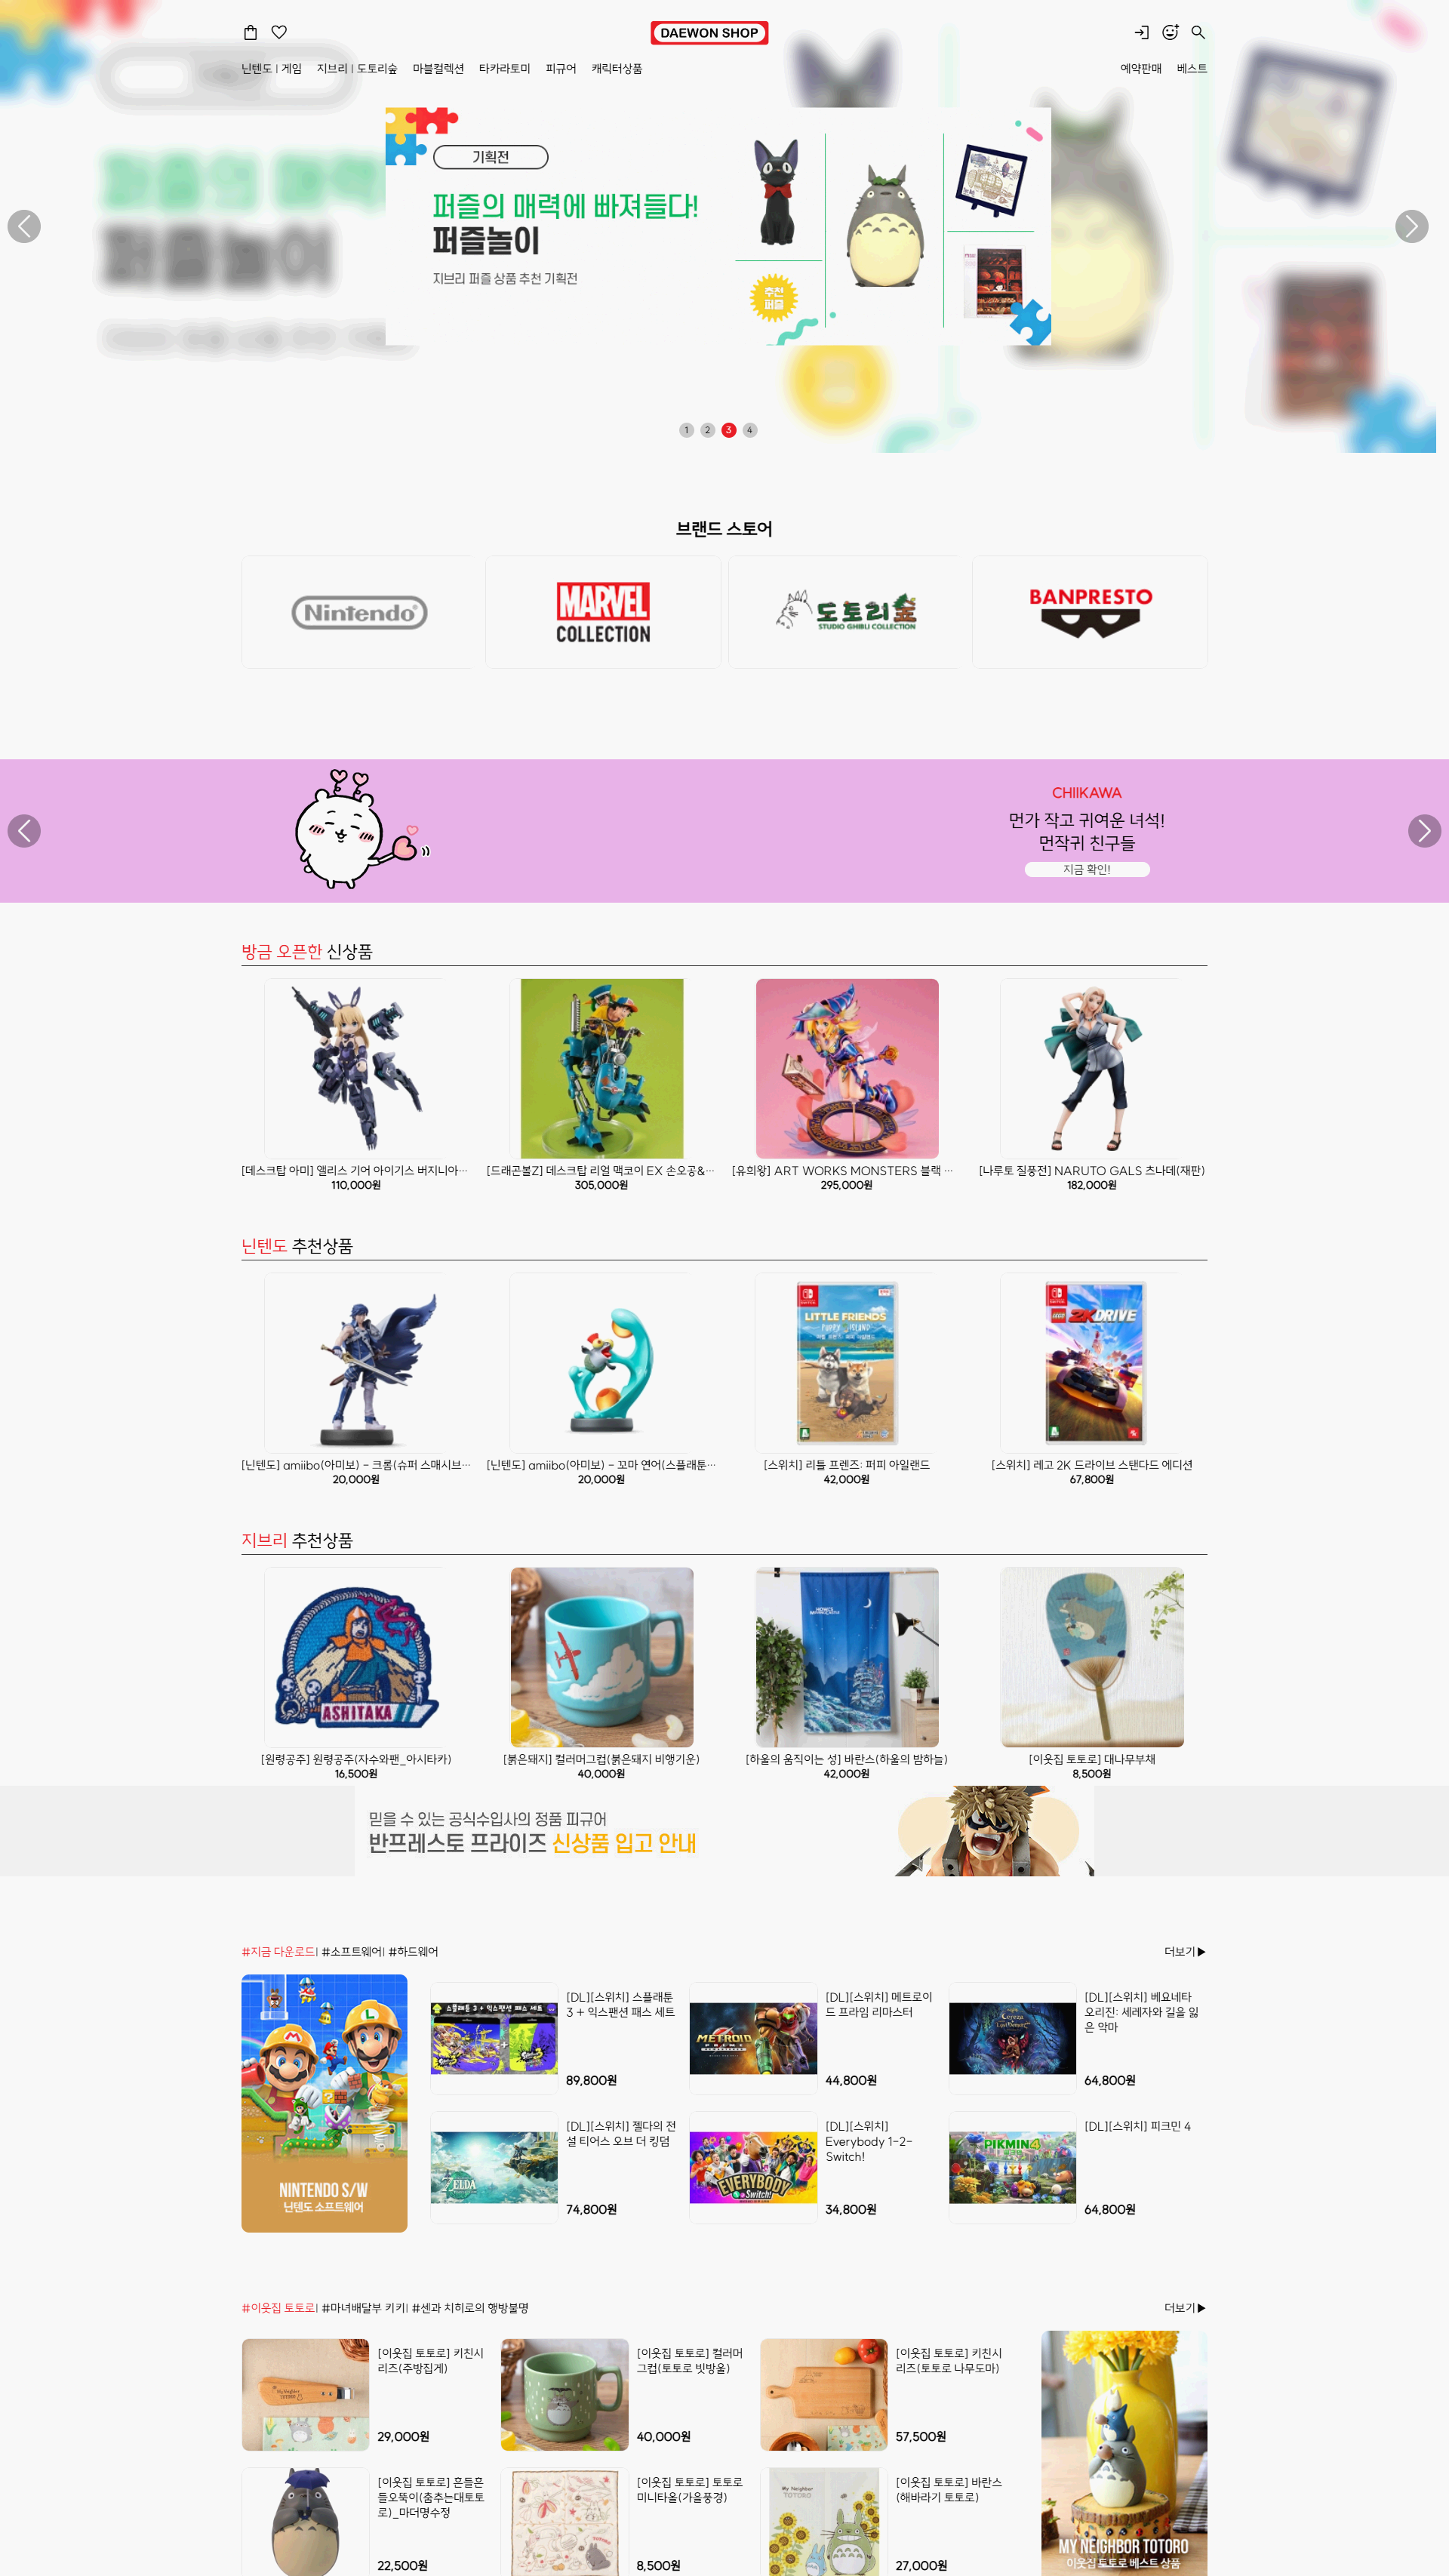 DAEWON SHOP
닌텐도 | 게임
지브리 | 도토리숲
마블컬렉션
타카라토미
피규어
캐릭터상품
예약판매
베스트
기획전
퍼즐의 매력에 빠져들다!
퍼즐놀이
지브리 퍼즐 상품 추천 기획전
추천
퍼즐
1 2 3 4
브랜드 스토어
Nintendo
MARVEL
COLLECTION
도토리숲
STUDIO GHIBLI COLLECTION
BANPRESTO
CHIIKAWA
먼가 작고 귀여운 녀석!
먼작귀 친구들
지금 확인!
방금 오픈한 신상품
[데스크탑 아미] 앨리스 기어 아이기스 버지니아…
110,000원
[드래곤볼Z] 데스크탑 리얼 맥코이 EX 손오공&…
305,000원
[유희왕] ART WORKS MONSTERS 블랙 …
295,000원
[나루토 질풍전] NARUTO GALS 츠나데(재판)
182,000원
닌텐도 추천상품
LITTLE FRIENDS
PUPPY ISLAND
2K DRIVE
[닌텐도] amiibo(아미보) - 크롬(슈퍼 스매시브…
20,000원
[닌텐도] amiibo(아미보) - 꼬마 연어(스플래툰…
20,000원
[스위치] 리틀 프렌즈: 퍼피 아일랜드
42,000원
[스위치] 레고 2K 드라이브 스탠다드 에디션
67,800원
지브리 추천상품
ASHITAKA
[원령공주] 원령공주(자수와팬_아시타카)
16,500원
[붉은돼지] 컬러머그컵(붉은돼지 비행기운)
40,000원
[하울의 움직이는 성] 바란스(하울의 밤하늘)
42,000원
[이웃집 토토로] 대나무부채
8,500원
믿을 수 있는 공식수입사의 정품 피규어
반프레스토 프라이즈 신상품 입고 안내
#지금 다운로드| #소프트웨어| #하드웨어
더보기▶
NINTENDO S/W
닌텐도 소프트웨어
스플래툰 3 + 익스팬션 패스 세트
[DL][스위치] 스플래툰
3 + 익스팬션 패스 세트
89,800원
METROID
PRIME
[DL][스위치] 메트로이
드 프라임 리마스터
44,800원
[DL][스위치] 베요네타
오리진: 세레자와 길을 잃
은 악마
64,800원
ZELDA
[DL][스위치] 젤다의 전
설 티어스 오브 더 킹덤
74,800원
EVERYBODY
1-2-Switch!
[DL][스위치]
Everybody 1-2-
Switch!
34,800원
PIKMIN 4
[DL][스위치] 피크민 4
64,800원
#이웃집 토토로| #마녀배달부 키키| #센과 치히로의 행방불명
더보기▶
[이웃집 토토로] 키친시
리즈(주방집게)
29,000원
[이웃집 토토로] 컬러머
그컵(토토로 빗방울)
40,000원
[이웃집 토토로] 키친시
리즈(토토로 나무도마)
57,500원
[이웃집 토토로] 흔들흔
들오뚝이(춤추는대토토
로)_마더명수정
22,500원
[이웃집 토토로] 토토로
미니타올(가을풍경)
8,500원
My Neighbor
TOTORO
[이웃집 토토로] 바란스
(해바라기 토토로)
27,000원
MY NEIGHBOR TOTORO
이웃집 토토로 베스트 상품